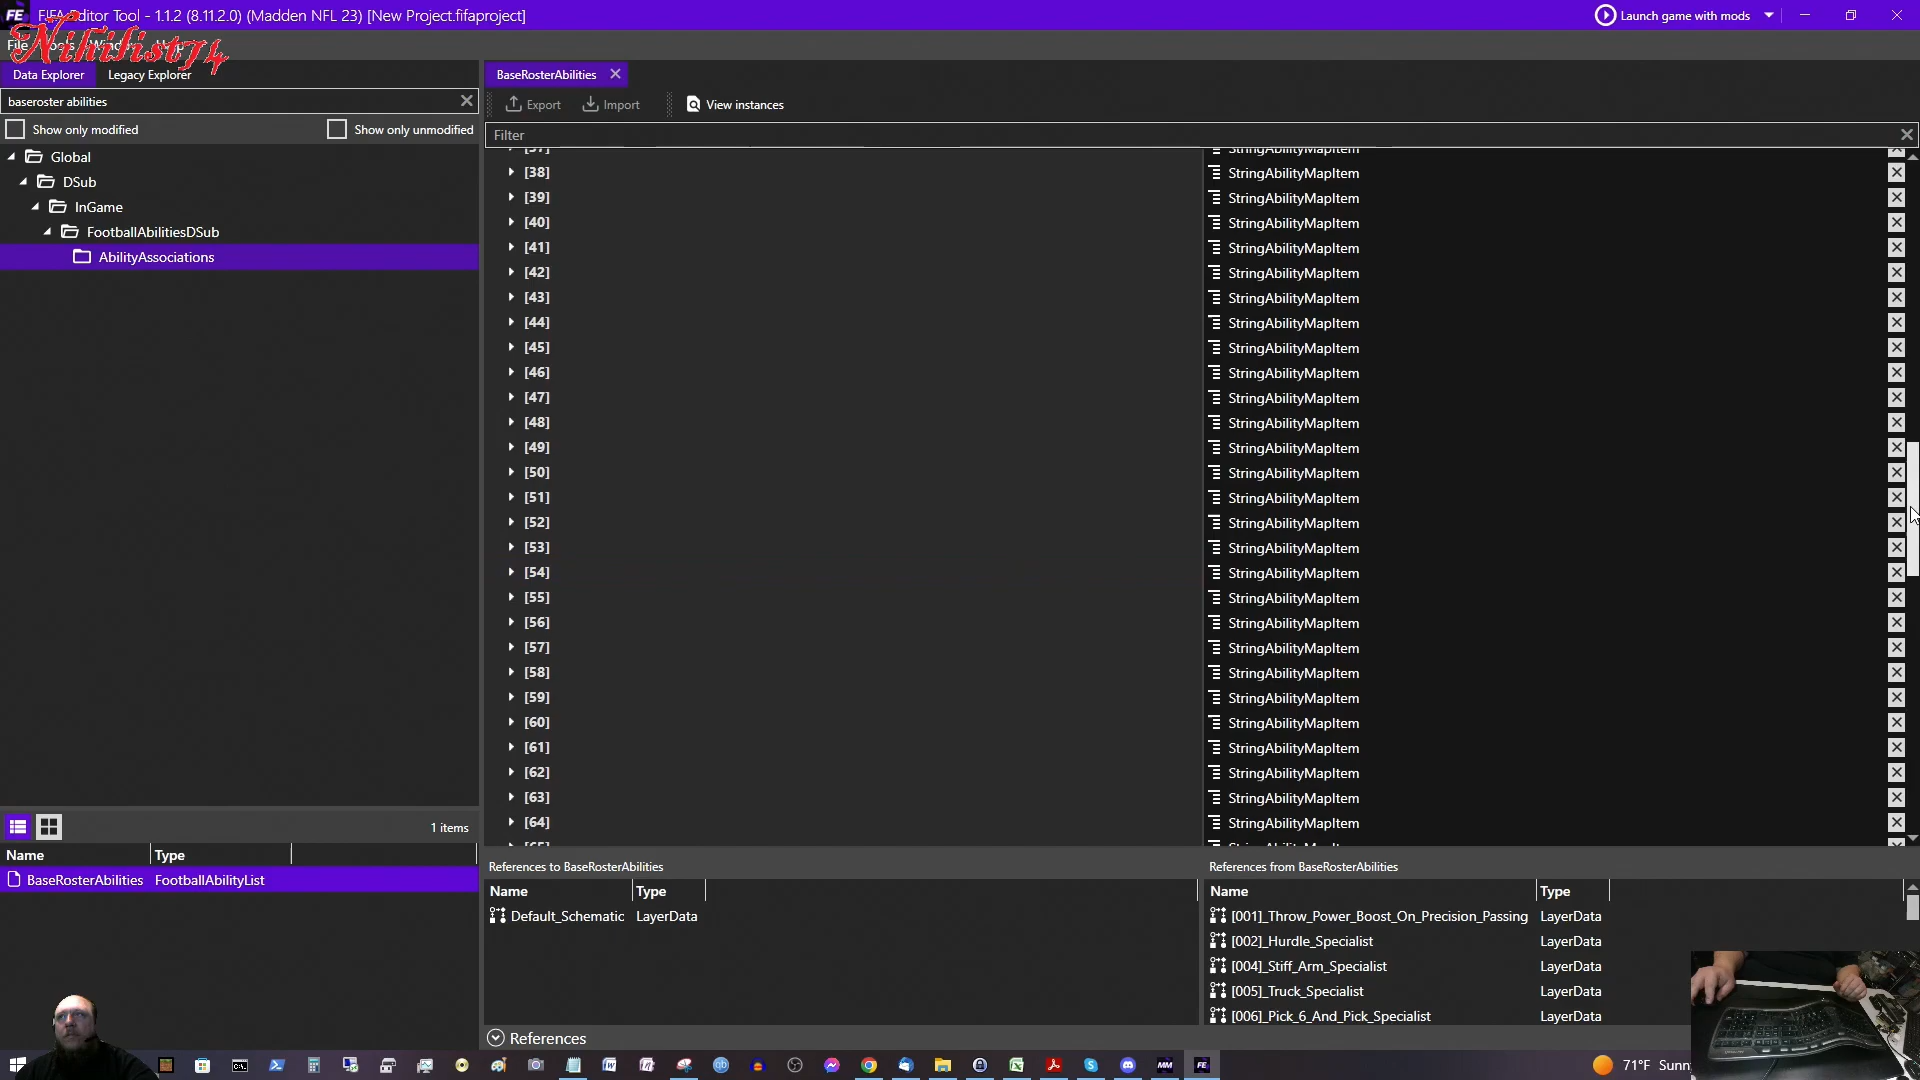 FIFA Editor Tool - 1.1.2 (8.11.2.0) (Madden NFL 23) [New Project.fifaproject]
Launch game with mods
Nihilist74
Data Explorer
Legacy Explorer
BaseRosterAbilities
baseroster abilities
Export
Import
View instances
Show only modified
Show only unmodified
Filter
Global
DSub
InGame
FootballAbilitiesDSub
AbilityAssociations
StringAbilityMapItem
[38] StringAbilityMapItem
[39] StringAbilityMapItem
[40] StringAbilityMapItem
[41] StringAbilityMapItem
[42] StringAbilityMapItem
[43] StringAbilityMapItem
[44] StringAbilityMapItem
[45] StringAbilityMapItem
[46] StringAbilityMapItem
[47] StringAbilityMapItem
[48] StringAbilityMapItem
[49] StringAbilityMapItem
[50] StringAbilityMapItem
[51] StringAbilityMapItem
[52] StringAbilityMapItem
[53] StringAbilityMapItem
[54] StringAbilityMapItem
[55] StringAbilityMapItem
[56] StringAbilityMapItem
[57] StringAbilityMapItem
[58] StringAbilityMapItem
[59] StringAbilityMapItem
[60] StringAbilityMapItem
[61] StringAbilityMapItem
[62] StringAbilityMapItem
[63] StringAbilityMapItem
[64] StringAbilityMapItem
1 items
Name Type
BaseRosterAbilities FootballAbilityList
References to BaseRosterAbilities
Name Type
Default_Schematic LayerData
References from BaseRosterAbilities
Name Type
[001]_Throw_Power_Boost_On_Precision_Passing LayerData
[002]_Hurdle_Specialist LayerData
[004]_Stiff_Arm_Specialist LayerData
[005]_Truck_Specialist LayerData
[006]_Pick_6_And_Pick_Specialist LayerData
References
71°F Sunn